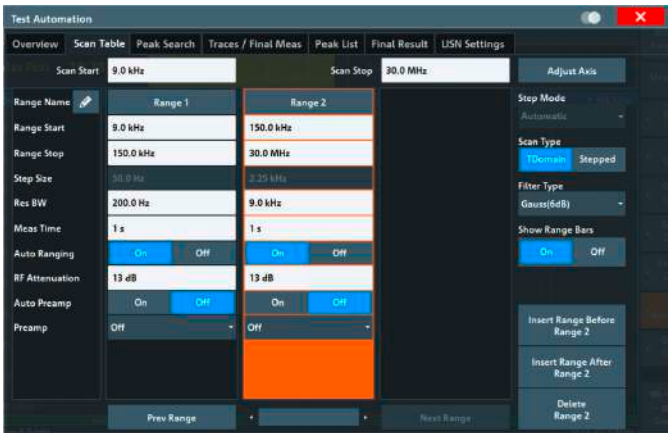 Test Automation
Overview Scan Table Peak Search Traces / Final Meas Peak List Final Result LISN Settings
Scan Start 9.0 kHz Scan Stop 30.0 MHz Adjust Axis
Range Name Range 1 Range 2 Step Mode
Automatic
Range Start 9.0 kHz 150.0 kHz
Scan Type
Range Stop 150.0 kHz 30.0 MHz TDomain Stepped
Step Size 50.0 Hz 2.25 kHz
Filter Type
Res BW 200.0 Hz 9.0 kHz Gauss(6dB)
Meas Time 1 s 1 s Show Range Bars
Auto Ranging On Off On Off On Off
RF Attenuation 13 dB 13 dB
Auto Preamp On Off On Off
Preamp Off Off
Insert Range Before
Range 2
Insert Range After
Range 2
Prev Range Next Range Delete
Range 2